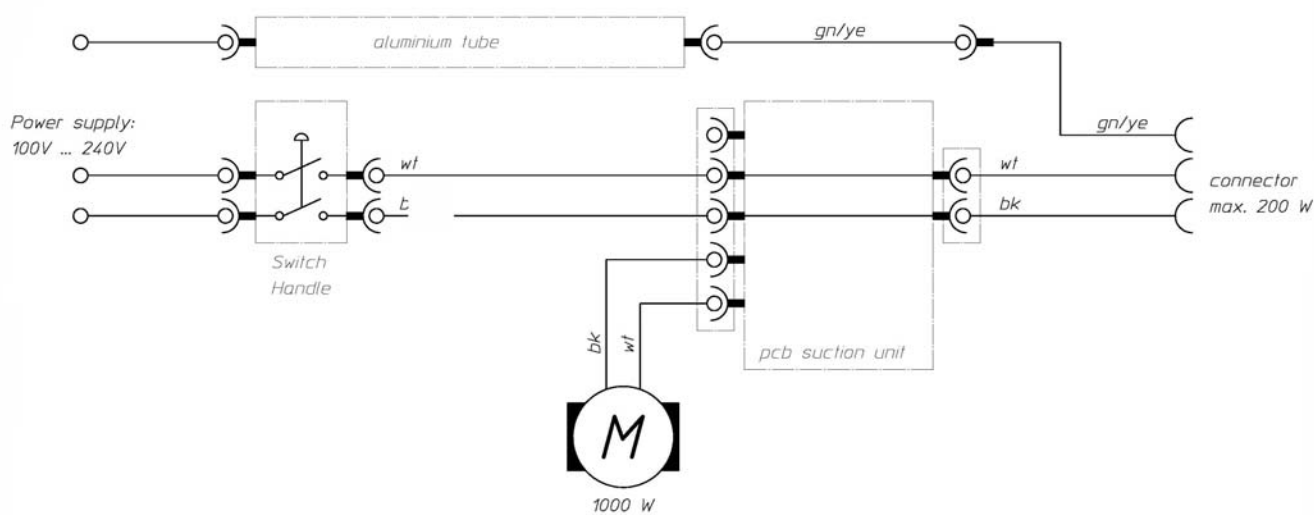 aluminium tube
gn/ye
gn/ye
Power supply:
100V ... 240V
wt
wt
bk
connector
max. 200 W
Switch
Handle
bk
wt
pcb suction unit
M
1000 W